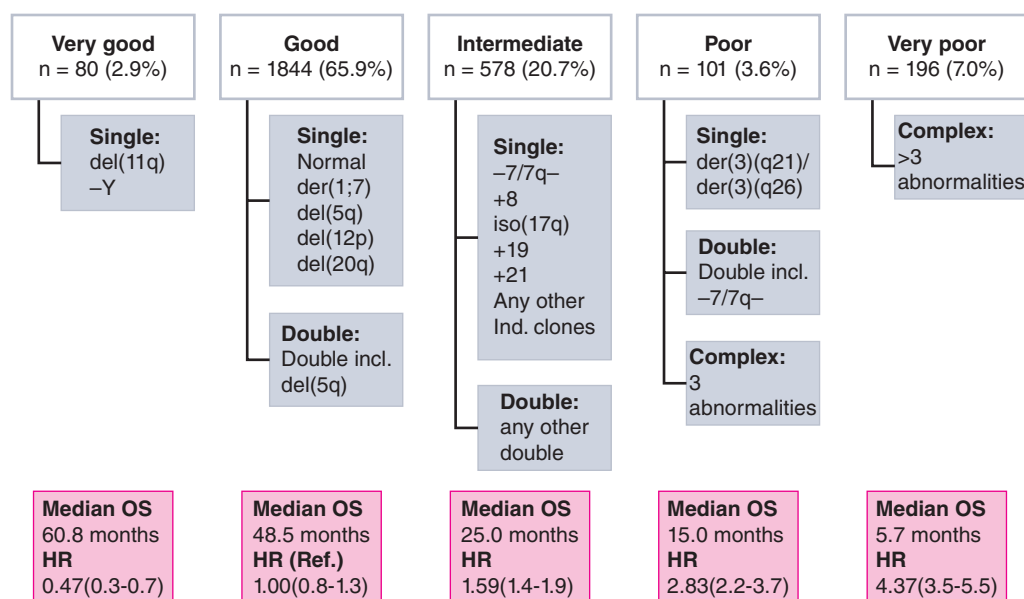 Very good
n = 80 (2.9%)
Single:
del(11q)
–Y
Median OS
60.8 months
HR
0.47(0.3-0.7)
Good
n = 1844 (65.9%)
Single:
Normal
der(1;7)
del(5q)
del(12p)
del(20q)
Double:
Double incl.
del(5q)
Median OS
48.5 months
HR (Ref.)
1.00(0.8-1.3)
Intermediate
n = 578 (20.7%)
Single:
–7/7q–
+8
iso(17q)
+19
+21
Any other
Ind. clones
Double:
any other
double
Median OS
25.0 months
HR
1.59(1.4-1.9)
Poor
n = 101 (3.6%)
Single:
der(3)(q21)/
der(3)(q26)
Double:
Double incl.
–7/7q–
Complex:
3
abnormalities
Median OS
15.0 months
HR
2.83(2.2-3.7)
Very poor
n = 196 (7.0%)
Complex:
>3
abnormalities
Median OS
5.7 months
HR
4.37(3.5-5.5)